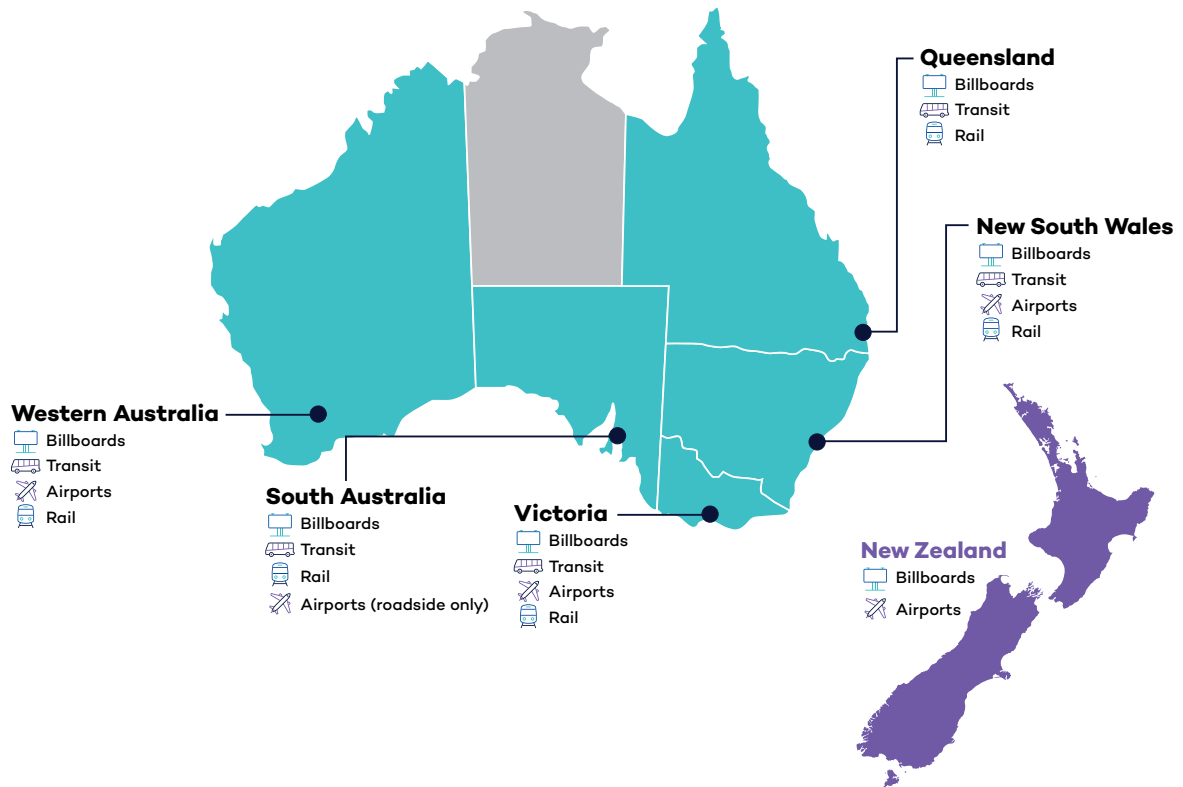 Queensland
Billboards
Transit
Rail
New South Wales
Billboards
Transit
Airports
Rail
Western Australia
Billboards
Transit
Airports
Rail
South Australia
Billboards
Transit
Rail
Airports (roadside only)
Victoria
Billboards
Transit
Airports
Rail
New Zealand
Billboards
Airports